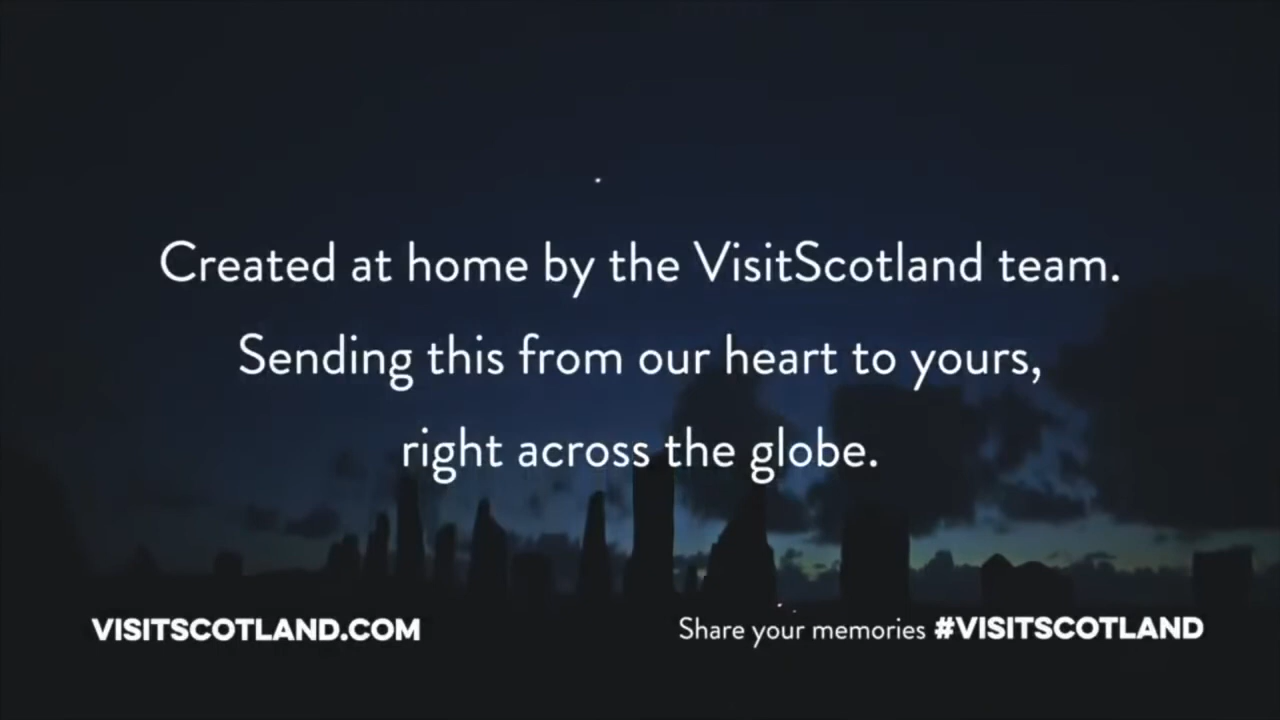 Created at home by the VisitScotland team.
Sending this from our heart to yours,
right across the globe.
VISITSCOTLAND.COM
Share your memories #VISITSCOTLAND